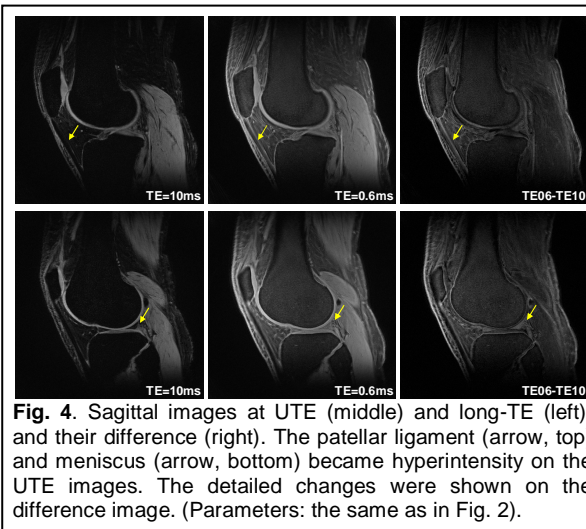 TE=10ms TE=0.6ms TE06-TE10
TE=10ms TE=0.6ms TE06-TE10
Fig. 4. Sagittal images at UTE (middle) and long-TE (left)
and their difference (right). The patellar ligament (arrow, top
and meniscus (arrow, bottom) became hyperintensity on the
UTE images. The detailed changes were shown on the
difference image. (Parameters: the same as in Fig. 2).